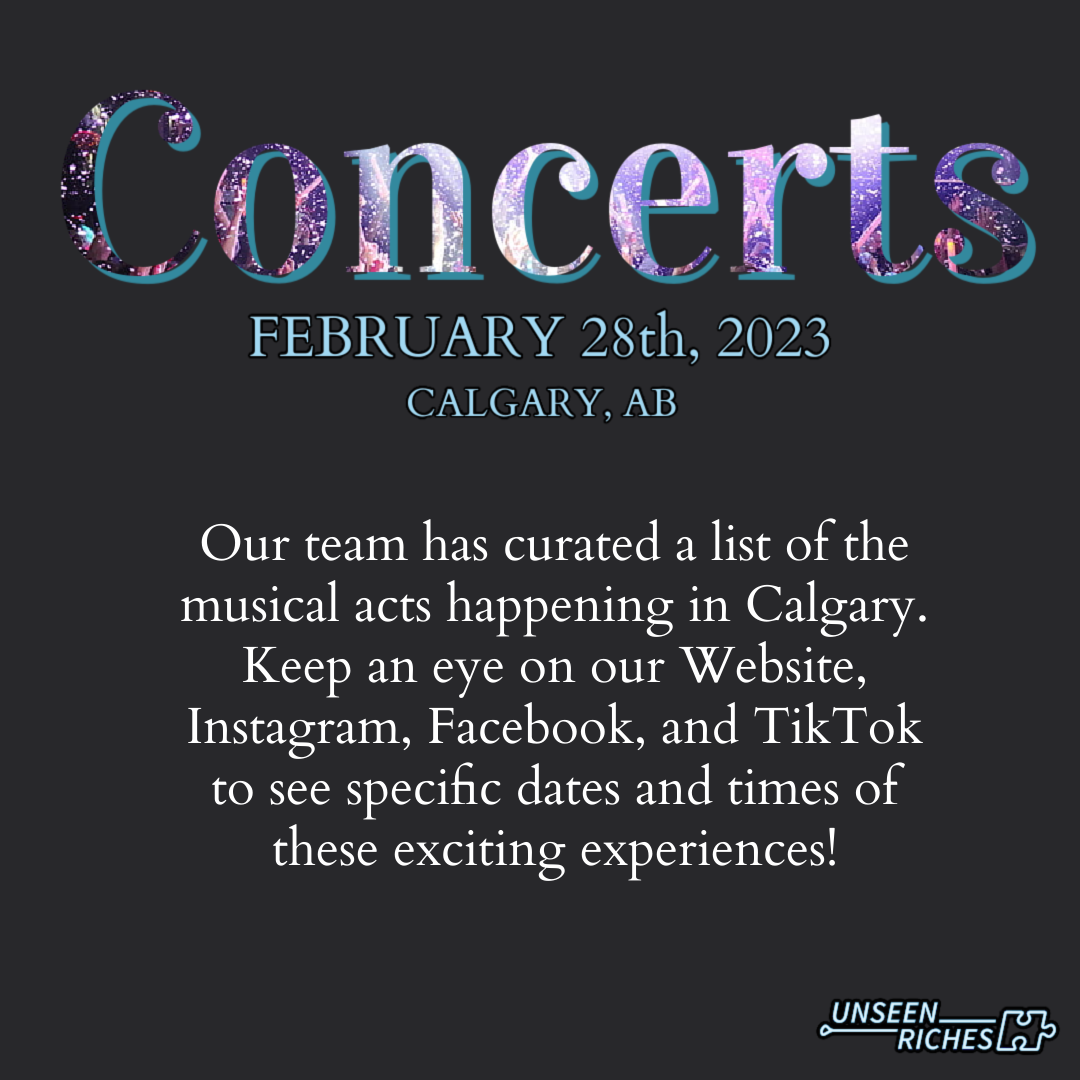 Concerts
FEBRUARY 28th, 2023
CALGARY, AB
Our team has curated a list of the
musical acts happening in Calgary.
Keep an eye on our Website,
Instagram, Facebook, and TikTok
to see specific dates and times of
these exciting experiences!
UNSEEN
RICHES